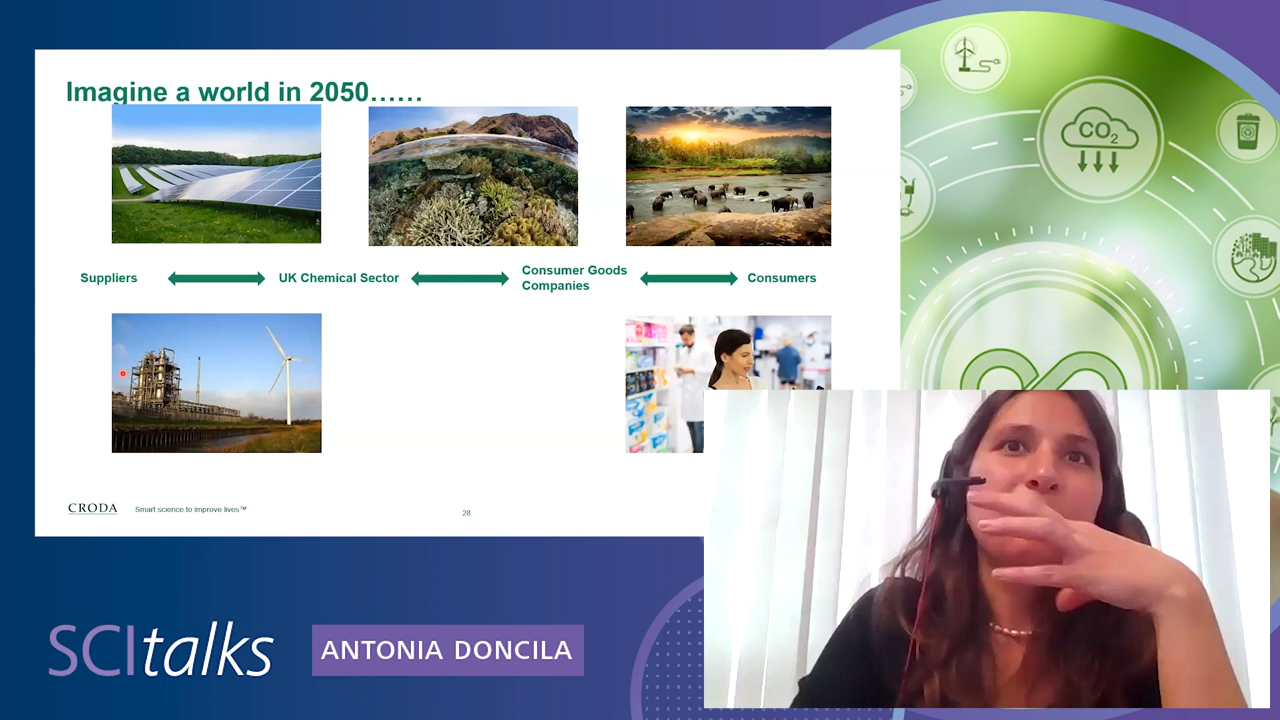 Imagine a world in 2050……
CO2
Suppliers
UK Chemical Sector
Consumer Goods
Companies
Consumers
CRODA
Smart science to improve lives™
28
SCItalks
ANTONIA DONCILA